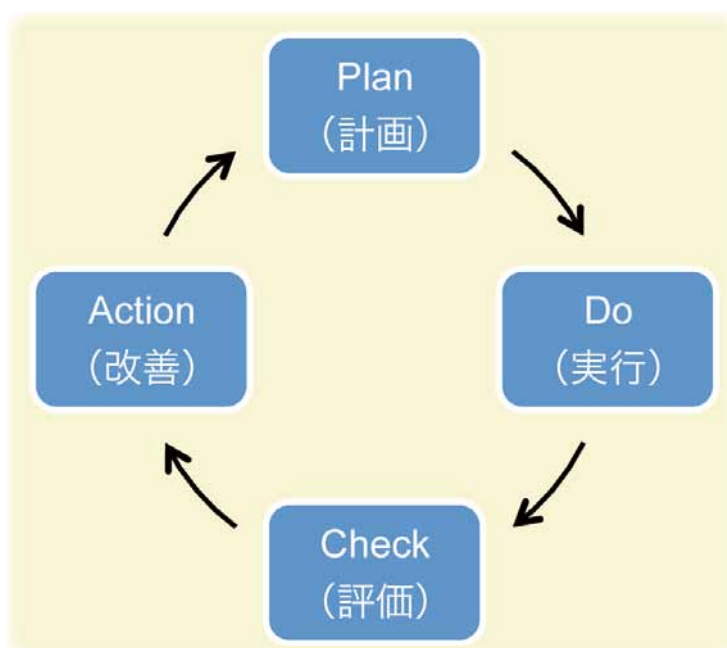 Plan
（計画）
Do
（実行）
Check
（評価）
Action
（改善）